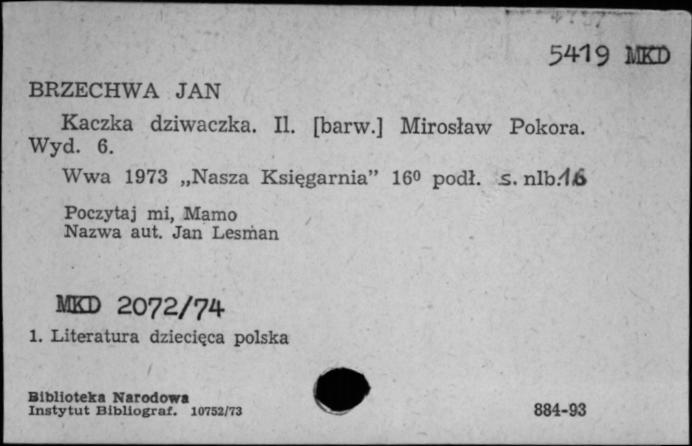 5419 MKD
BRZECHWA JAN
Kaczka dziwaczka. Il. [barw.] Mirosław Pokora.
Wyd. 6.
Wwa 1973 „Nasza Księgarnia” 16⁰ podł. s. nlb. 16
Poczytaj mi, Mamo
Nazwa aut. Jan Lesman
MKD 2072/74
1. Literatura dziecięca polska
Biblioteka Narodowa
Instytut Bibliograf. 10752/73
884-93